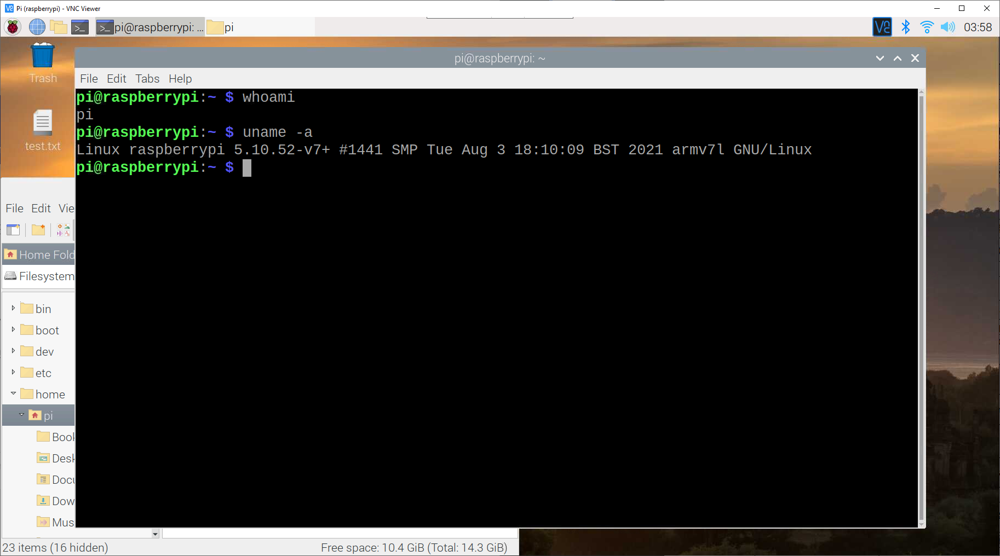 Pi (raspberrypi) - VNC Viewer
pi@raspberrypi: ...
pi
03:58
Trash
test.txt
pi@raspberrypi: ~
File Edit Tabs Help
pi@raspberrypi:~ $ whoami
pi
pi@raspberrypi:~ $ uname -a
Linux raspberrypi 5.10.52-v7+ #1441 SMP Tue Aug 3 18:10:09 BST 2021 armv7l GNU/Linux
pi@raspberrypi:~ $
File Edit Vie
Home Fold
Filesystem
bin
boot
dev
etc
home
pi
Book
Desk
Docu
Dow
Mus
23 items (16 hidden)
Free space: 10.4 GiB (Total: 14.3 GiB)